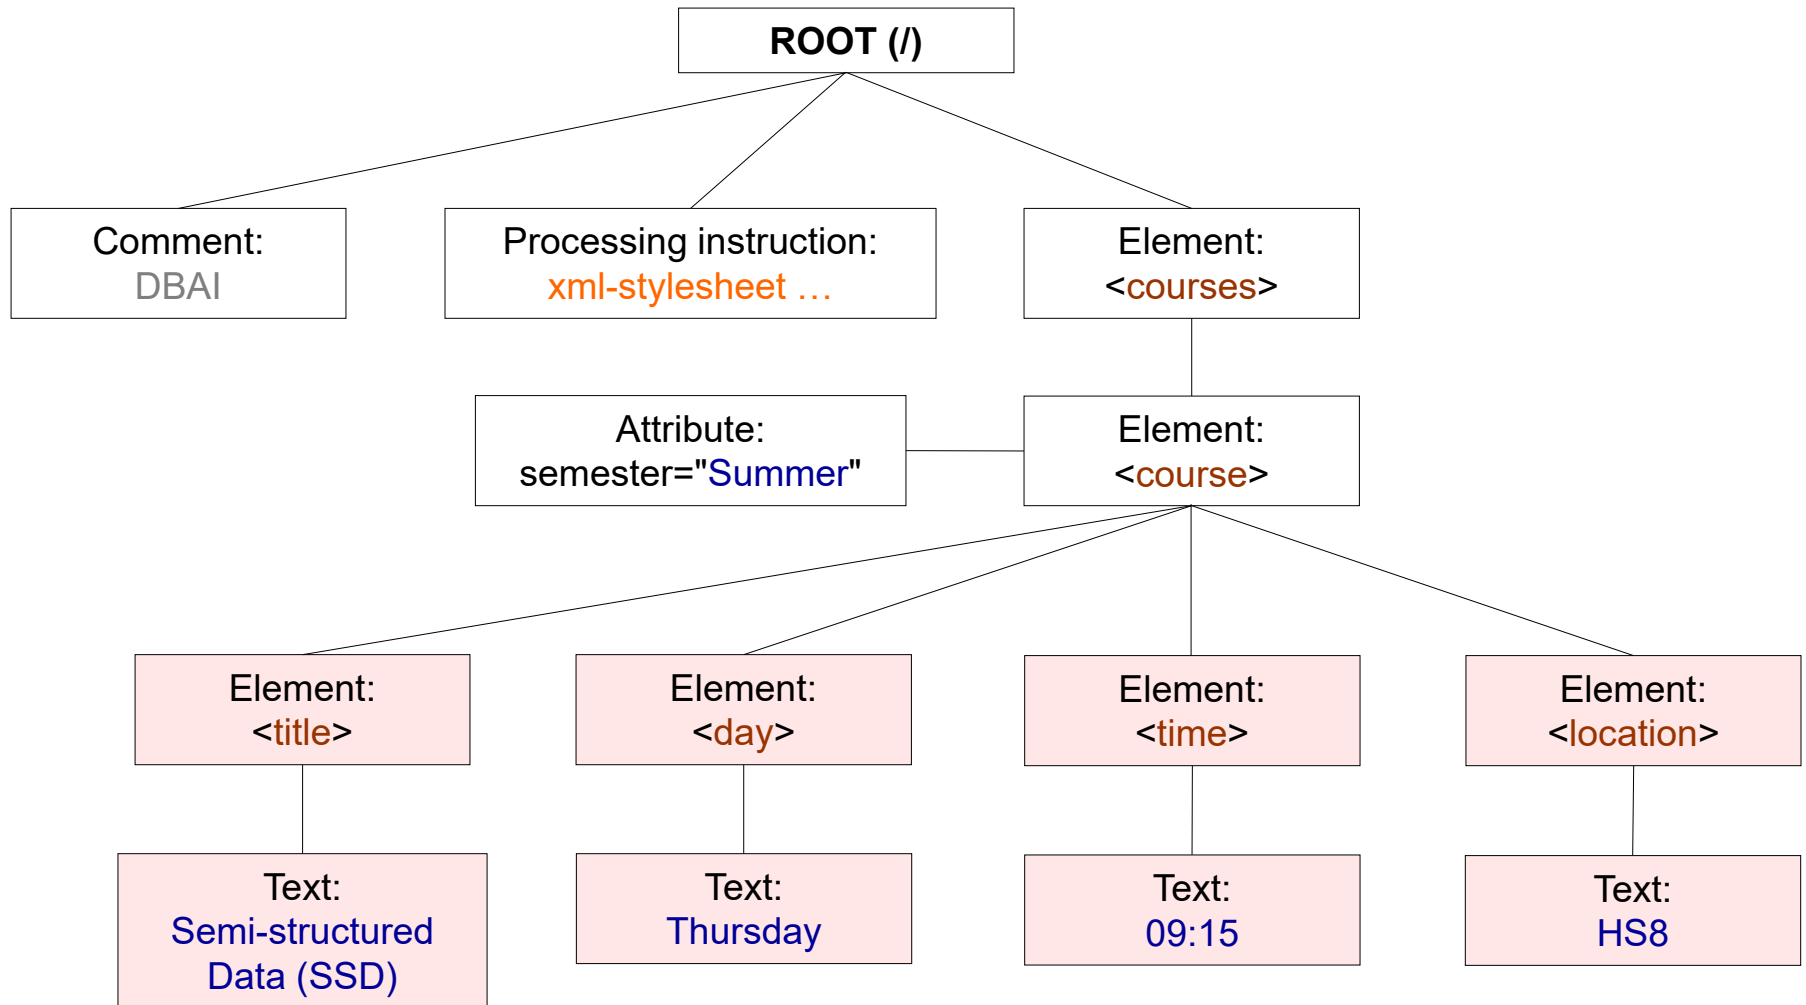 ROOT (/)
Comment:
DBAI
Processing instruction:
xml-stylesheet …
Element:
<courses>
Attribute:
semester="Summer"
Element:
<course>
Element:
<title>
Element:
<day>
Element:
<time>
Element:
<location>
Text:
Semi-structured
Data (SSD)
Text:
Thursday
Text:
09:15
Text:
HS8